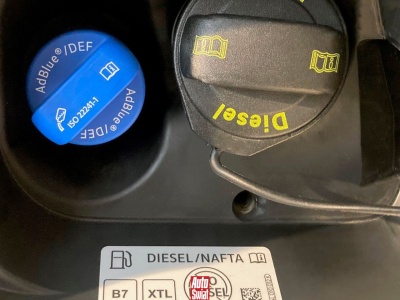 AdBlue®/DEF
ISO 22241-1
AdBlue®/DEF
Diesel
DIESEL/NAFTA
B7
XTL
Auto
Świat